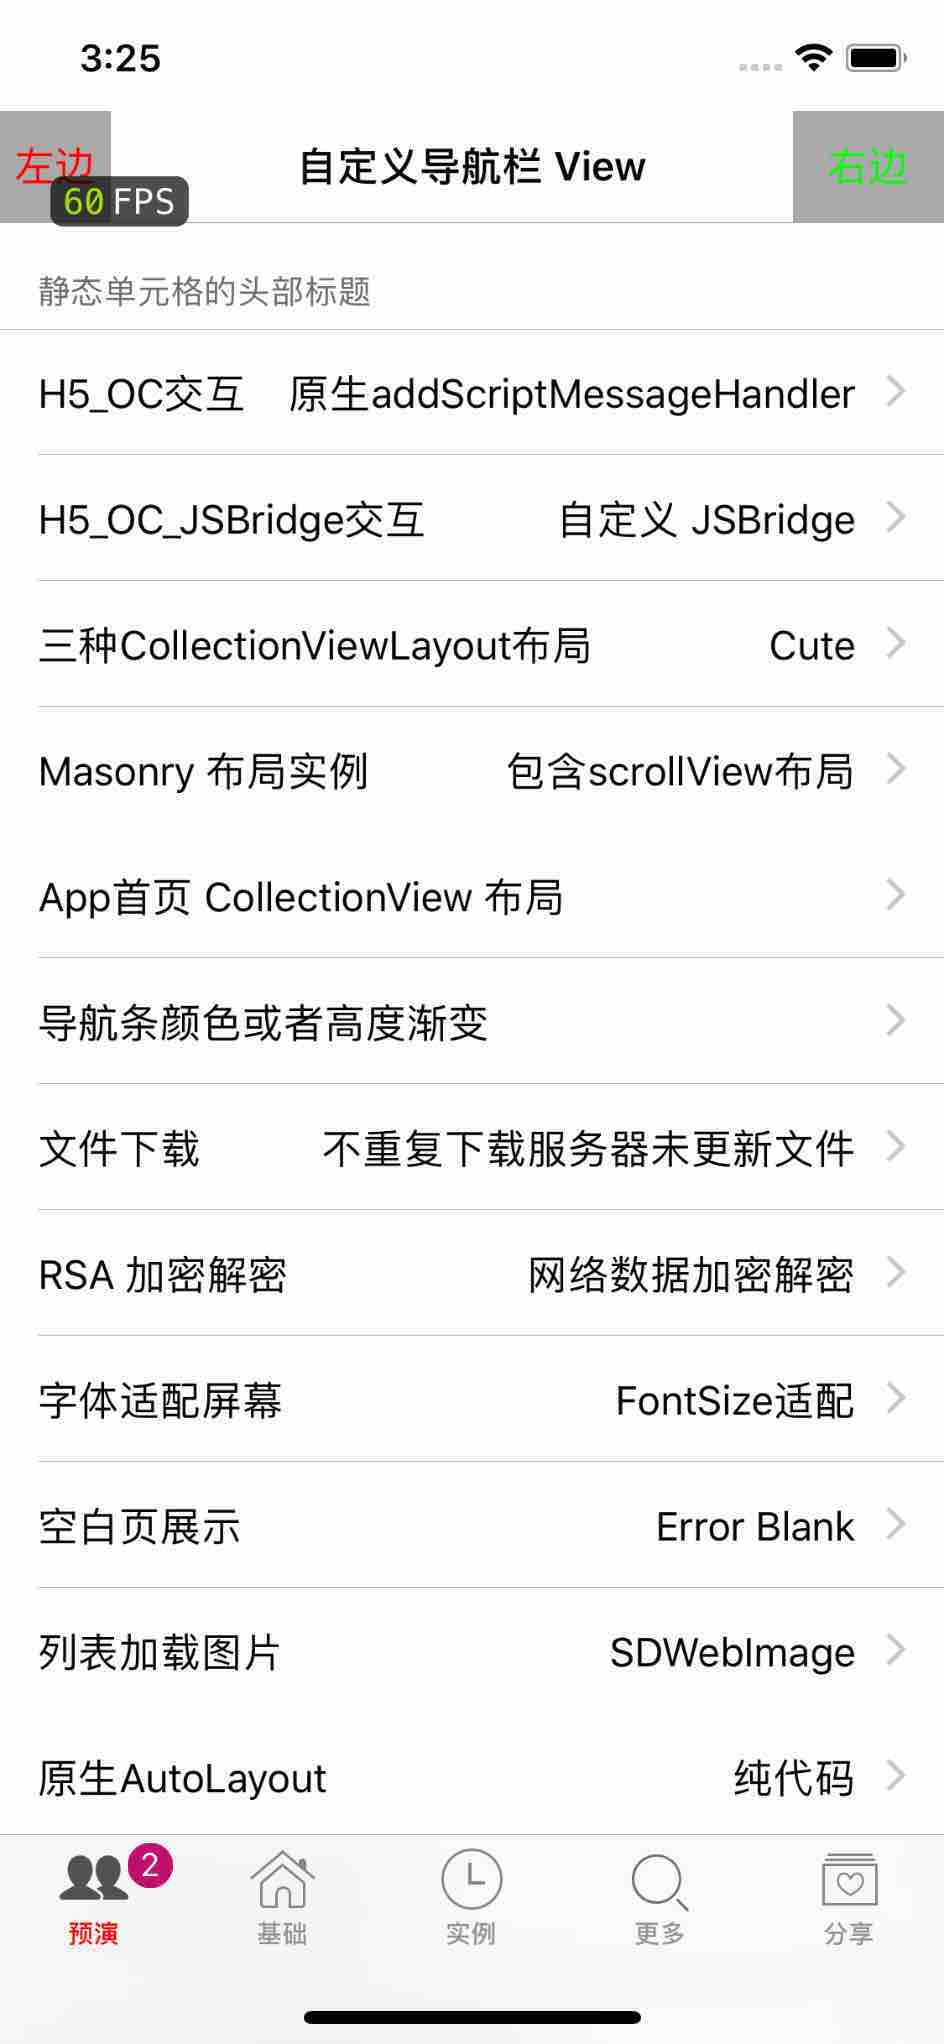 3:25
左边
自定义导航栏 View
右边
60 FPS
静态单元格的头部标题
H5_OC交互 原生addScriptMessageHandler
H5_OC_JSBridge交互 自定义 JSBridge
三种CollectionViewLayout布局 Cute
Masonry 布局实例 包含scrollView布局
App首页 CollectionView 布局
导航条颜色或者高度渐变
文件下载 不重复下载服务器未更新文件
RSA 加密解密 网络数据加密解密
字体适配屏幕 FontSize适配
空白页展示 Error Blank
列表加载图片 SDWebImage
原生AutoLayout 纯代码
2
预演 基础 实例 更多 分享